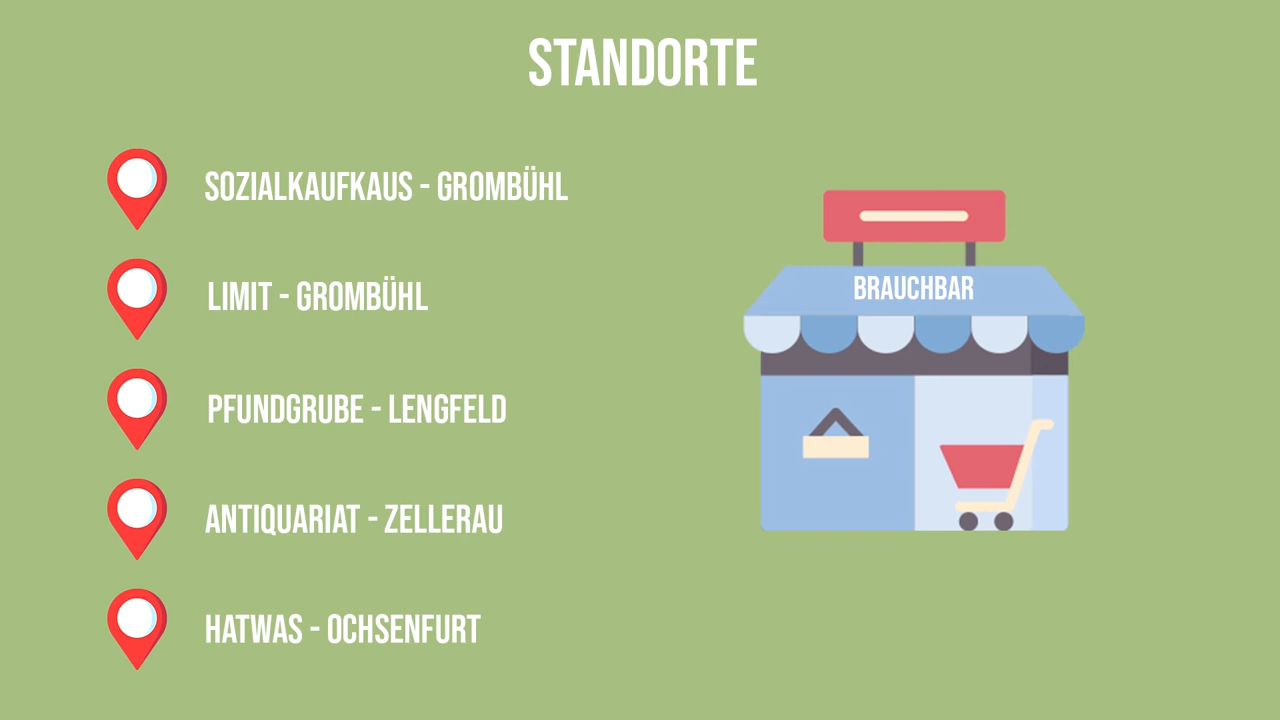 STANDORTE
SOZIALKAUFKAUS - GROMBÜHL
LIMIT - GROMBÜHL
PFUNDGRUBE - LENGFELD
ANTIQUARIAT - ZELLERAU
HATWAS - OCHSENFURT
BRAUCHBAR